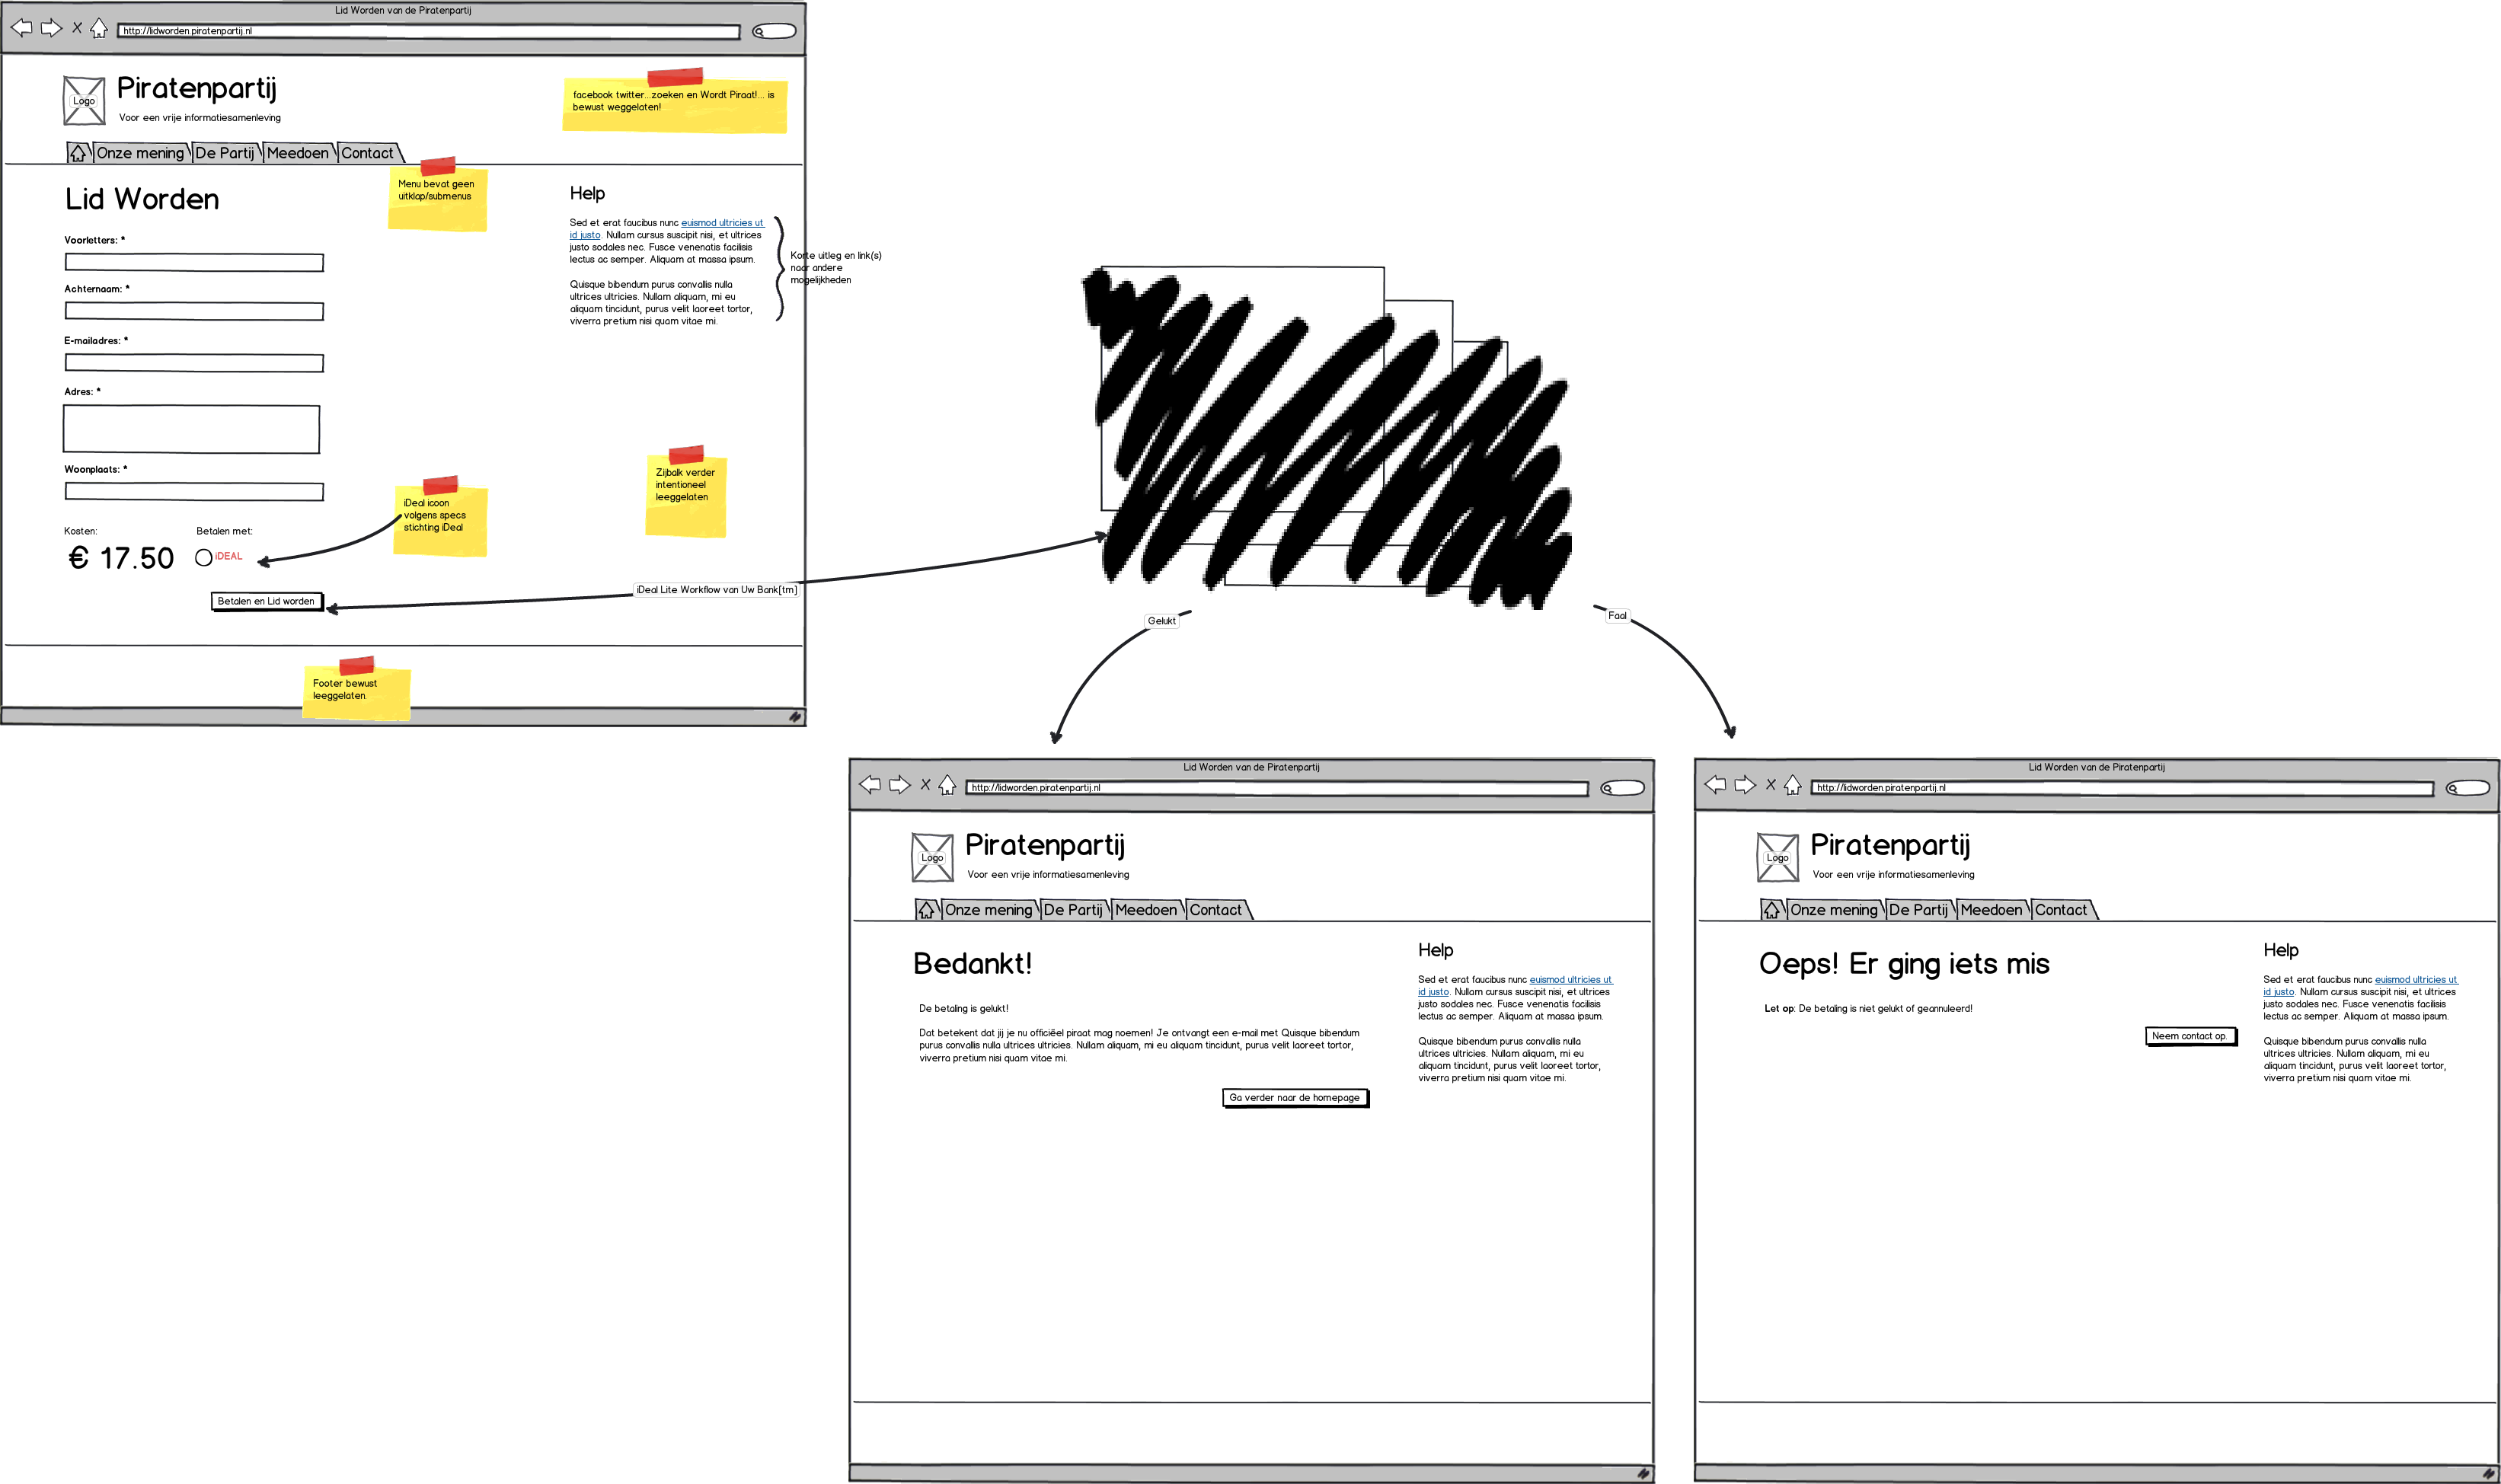 Lid Worden van de Piratenpartij
http://lidworden.piratenpartij.nl
Logo
Piratenpartij
Voor een vrije informatiesamenleving
facebook twitter...zoeken en Wordt Piraat!... is
bewust weggelaten!
Onze mening
De Partij
Meedoen
Contact
Menu bevat geen
uitklap/submenus
Lid Worden
Voorletters: *
Achternaam: *
E-mailadres: *
Adres: *
Woonplaats: *
Kosten:
€ 17.50
Betalen met:
iDEAL
iDeal icoon
volgens specs
stichting iDeal
Betalen en Lid worden
Help
Sed et erat faucibus nunc euismod ultricies ut
id justo. Nullam cursus suscipit nisi, et ultrices
justo sodales nec. Fusce venenatis facilisis
lectus ac semper. Aliquam at massa ipsum.
Quisque bibendum purus convallis nulla
ultrices ultricies. Nullam aliquam, mi eu
aliquam tincidunt, purus velit laoreet tortor,
viverra pretium nisi quam vitae mi.
Korte uitleg en link(s)
naar andere
mogelijkheden
Zijbalk verder
intentioneel
leeggelaten
iDeal Lite Workflow van Uw Bank[tm]
Footer bewust
leeggelaten.
Gelukt
Faal
Lid Worden van de Piratenpartij
http://lidworden.piratenpartij.nl
Logo
Piratenpartij
Voor een vrije informatiesamenleving
Onze mening
De Partij
Meedoen
Contact
Bedankt!
De betaling is gelukt!
Dat betekent dat jij je nu officiëel piraat mag noemen! Je ontvangt een e-mail met Quisque bibendum
purus convallis nulla ultrices ultricies. Nullam aliquam, mi eu aliquam tincidunt, purus velit laoreet tortor,
viverra pretium nisi quam vitae mi.
Ga verder naar de homepage
Help
Sed et erat faucibus nunc euismod ultricies ut
id justo. Nullam cursus suscipit nisi, et ultrices
justo sodales nec. Fusce venenatis facilisis
lectus ac semper. Aliquam at massa ipsum.
Quisque bibendum purus convallis nulla
ultrices ultricies. Nullam aliquam, mi eu
aliquam tincidunt, purus velit laoreet tortor,
viverra pretium nisi quam vitae mi.
Lid Worden van de Piratenpartij
http://lidworden.piratenpartij.nl
Logo
Piratenpartij
Voor een vrije informatiesamenleving
Onze mening
De Partij
Meedoen
Contact
Oeps! Er ging iets mis
Let op: De betaling is niet gelukt of geannuleerd!
Neem contact op.
Help
Sed et erat faucibus nunc euismod ultricies ut
id justo. Nullam cursus suscipit nisi, et ultrices
justo sodales nec. Fusce venenatis facilisis
lectus ac semper. Aliquam at massa ipsum.
Quisque bibendum purus convallis nulla
ultrices ultricies. Nullam aliquam, mi eu
aliquam tincidunt, purus velit laoreet tortor,
viverra pretium nisi quam vitae mi.